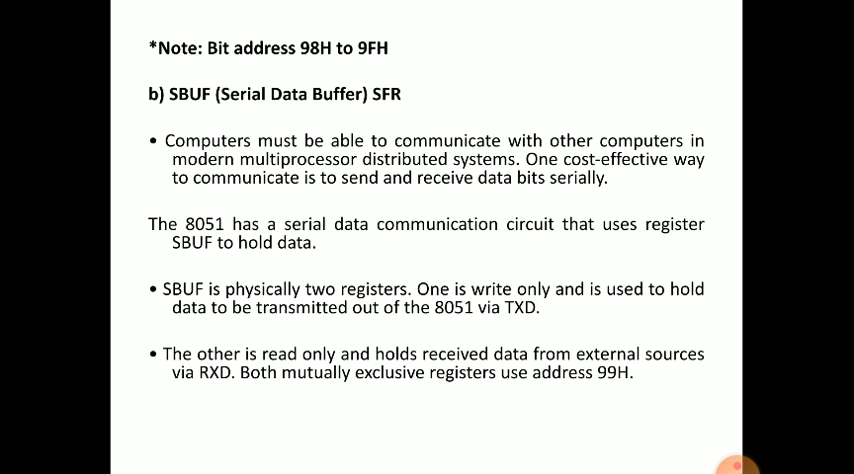 *Note: Bit address 98H to 9FH
b) SBUF (Serial Data Buffer) SFR
• Computers must be able to communicate with other computers in
modern multiprocessor distributed systems. One cost-effective way
to communicate is to send and receive data bits serially.
The 8051 has a serial data communication circuit that uses register
SBUF to hold data.
• SBUF is physically two registers. One is write only and is used to hold
data to be transmitted out of the 8051 via TXD.
• The other is read only and holds received data from external sources
via RXD. Both mutually exclusive registers use address 99H.